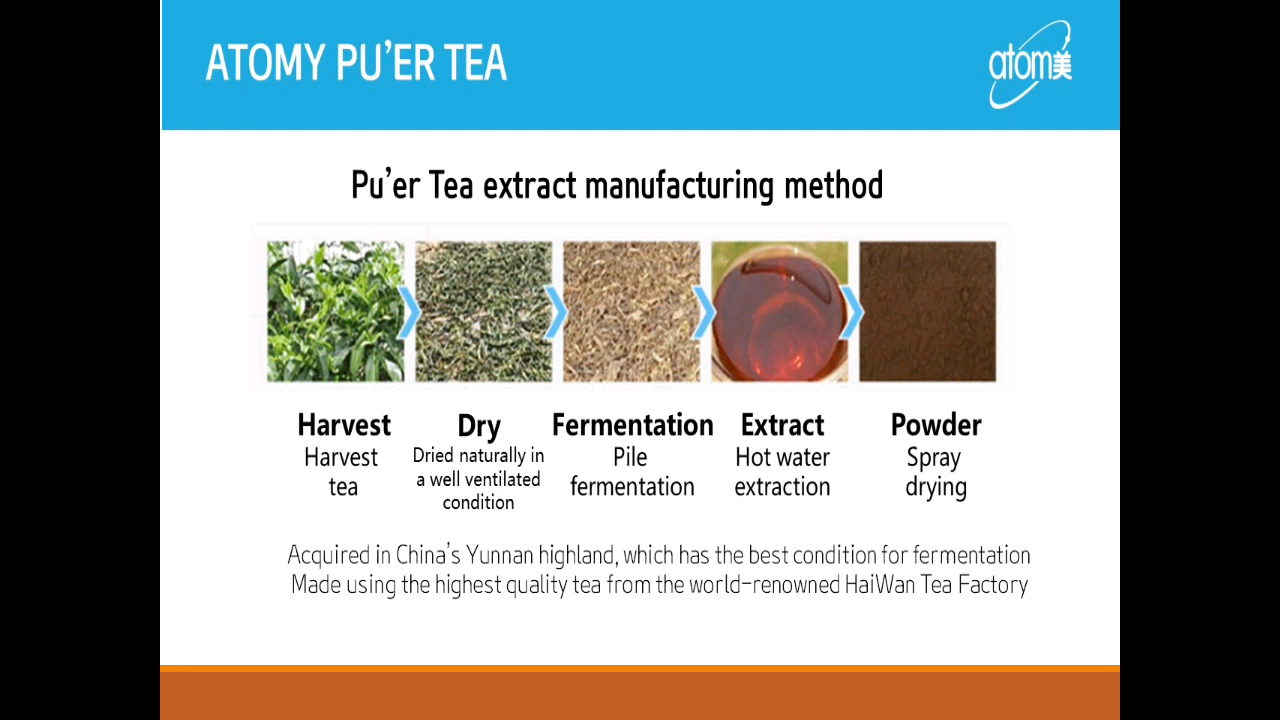 ATOMY PU’ER TEA
atom美
Pu’er Tea extract manufacturing method
Harvest
Harvest
tea
Dry
Dried naturally in
a well ventilated
condition
Fermentation
Pile
fermentation
Extract
Hot water
extraction
Powder
Spray
drying
Acquired in China’s Yunnan highland, which has the best condition for fermentation
Made using the highest quality tea from the world-renowned HaiWan Tea Factory